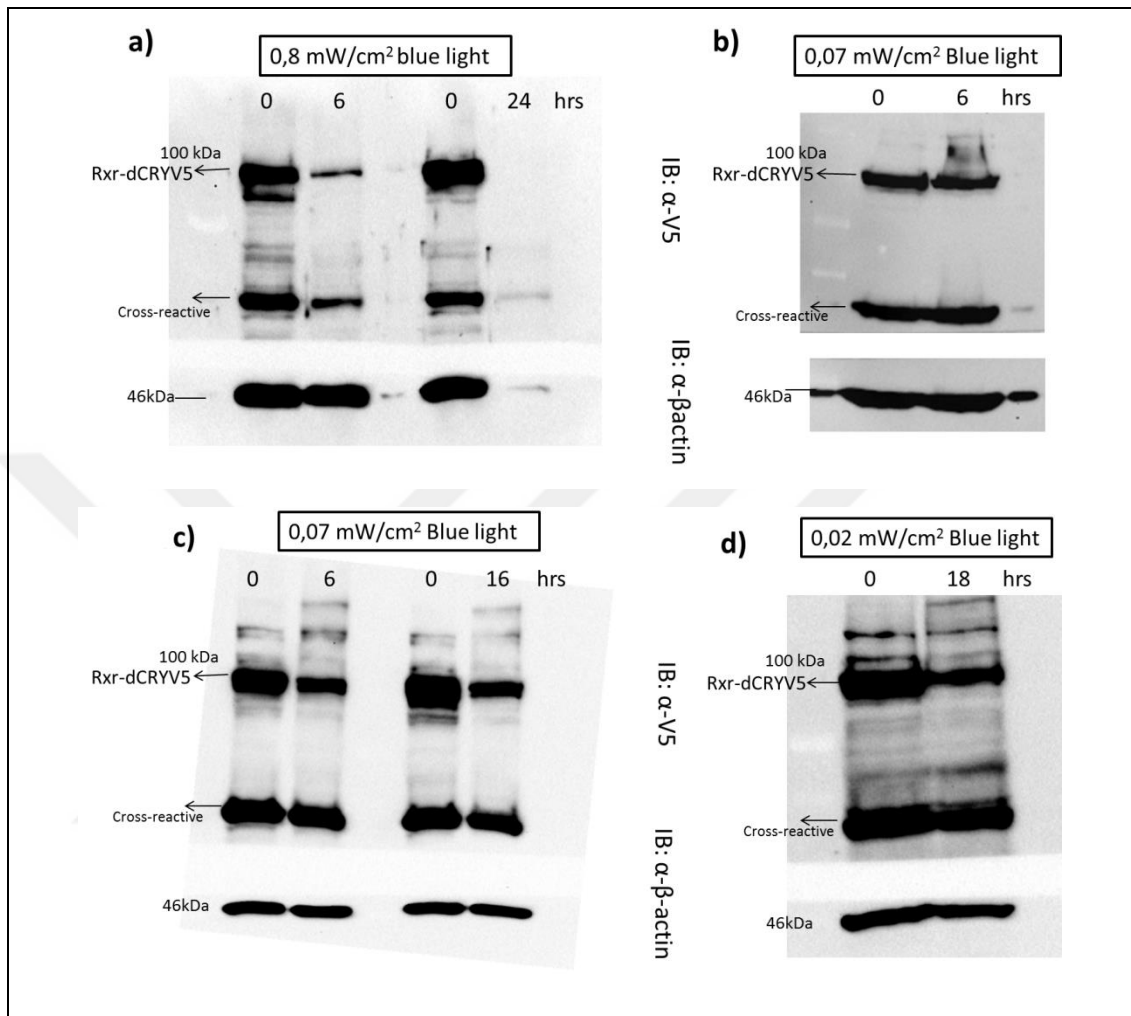 a)
0,8 mW/cm² blue light
0 6 0 24 hrs
100 kDa
Rxr-dCRYV5
Cross-reactive
46kDa
b)
0,07 mW/cm² Blue light
0 6 hrs
100 kDa
Rxr-dCRYV5
Cross-reactive
46kDa
IB: α-V5
IB: α-βactin
c)
0,07 mW/cm² Blue light
0 6 0 16 hrs
100 kDa
Rxr-dCRYV5
Cross-reactive
46kDa
d)
0,02 mW/cm² Blue light
0 18 hrs
100 kDa
Rxr-dCRYV5
Cross-reactive
46kDa
IB: α-V5
IB: α-β-actin